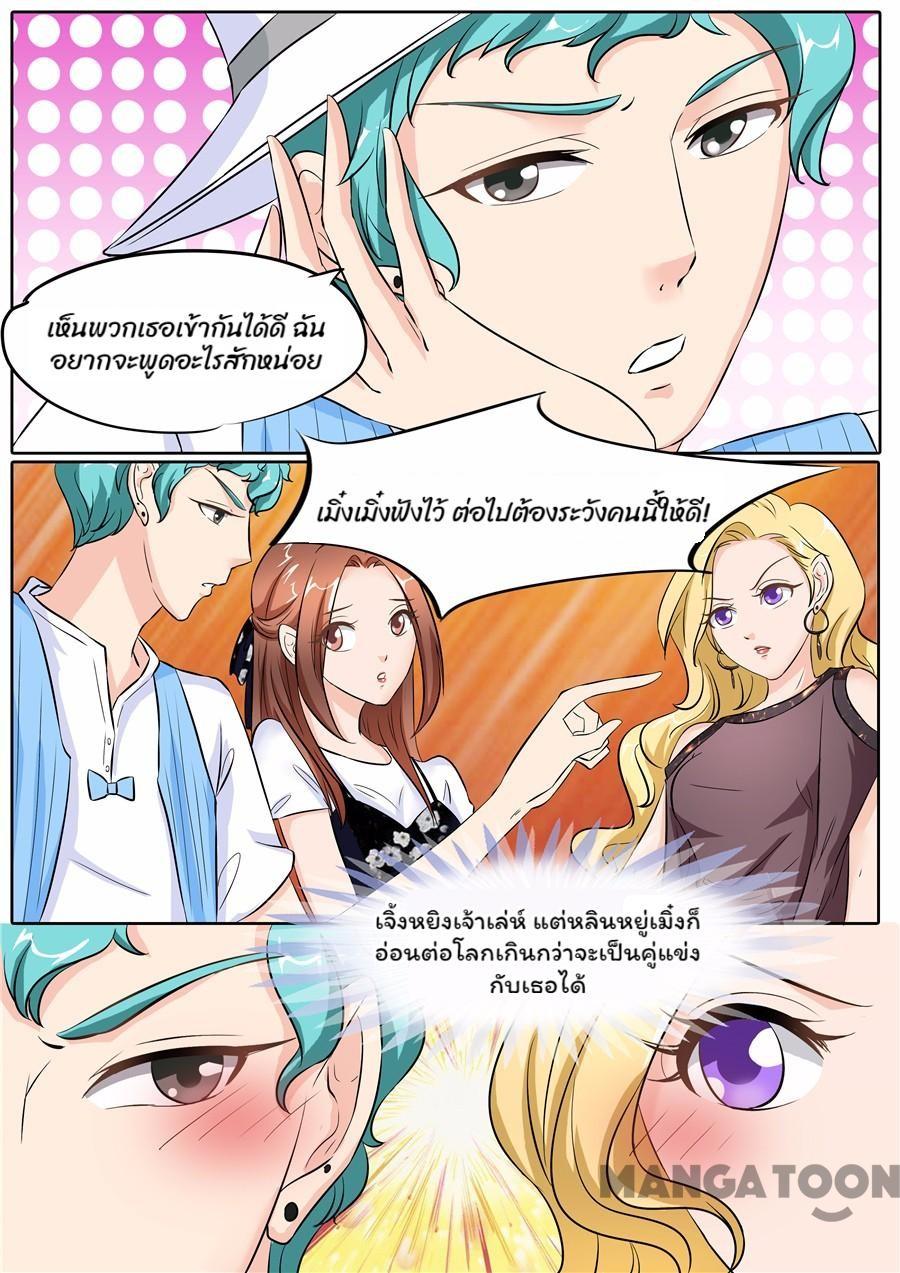 เห็นพวกเธอเข้ากันได้ดี ฉัน
อยากจะพูดอะไรสักหน่อย
เมิ๋งเมิ๋งฟังไว้ ต่อไปต้องระวังคนนี้ให้ดี!
เจิ้งหยิงเจ้าเล่ห์ แต่หลินหยู่เมิ๋งก็
อ่อนต่อโลกเกินกว่าจะเป็นคู่แข่ง
กับเธอได้
MANGATOON